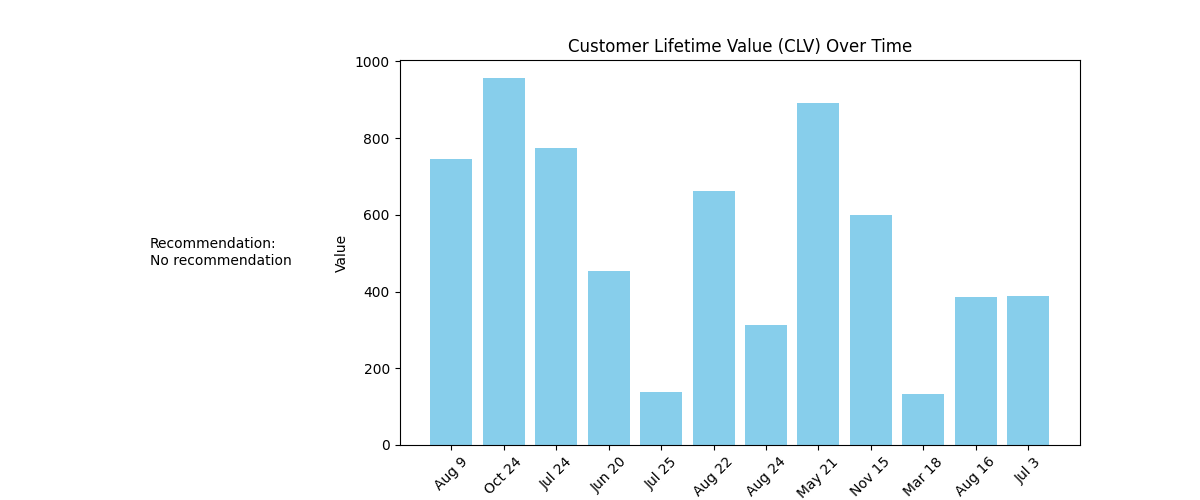 Customer Lifetime Value (CLV) Over Time
1000
800
600
400
200
0
Value
Recommendation:
No recommendation
Aug 9
Oct 24
Jul 24
Jun 20
Jul 25
Aug 22
Aug 24
May 21
Nov 15
Mar 18
Aug 16
Jul 3